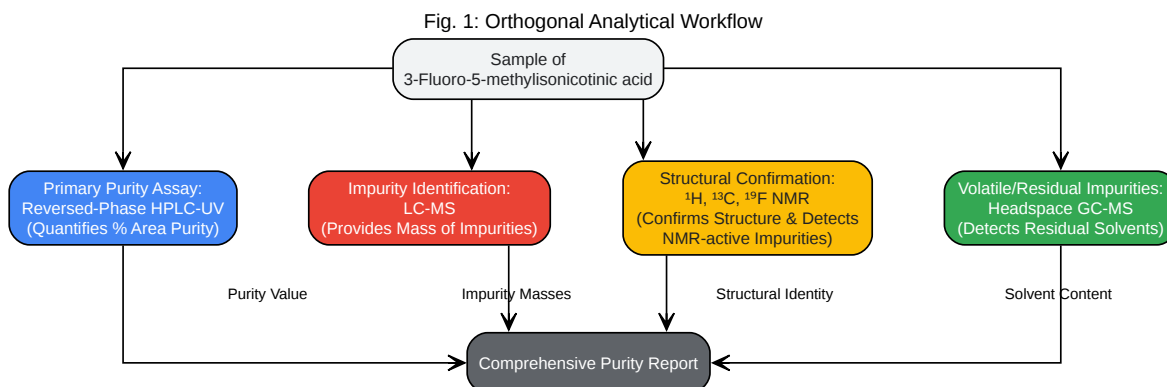 Fig. 1: Orthogonal Analytical Workflow
Sample of
3-Fluoro-5-methylisonicotinic acid
Primary Purity Assay:
Reversed-Phase HPLC-UV
(Quantifies % Area Purity)
Impurity Identification:
LC-MS
(Provides Mass of Impurities)
Structural Confirmation:
¹H, ¹³C, ¹⁹F NMR
(Confirms Structure & Detects
NMR-active Impurities)
Volatile/Residual Impurities:
Headspace GC-MS
(Detects Residual Solvents)
Purity Value
Impurity Masses
Structural Identity
Solvent Content
Comprehensive Purity Report